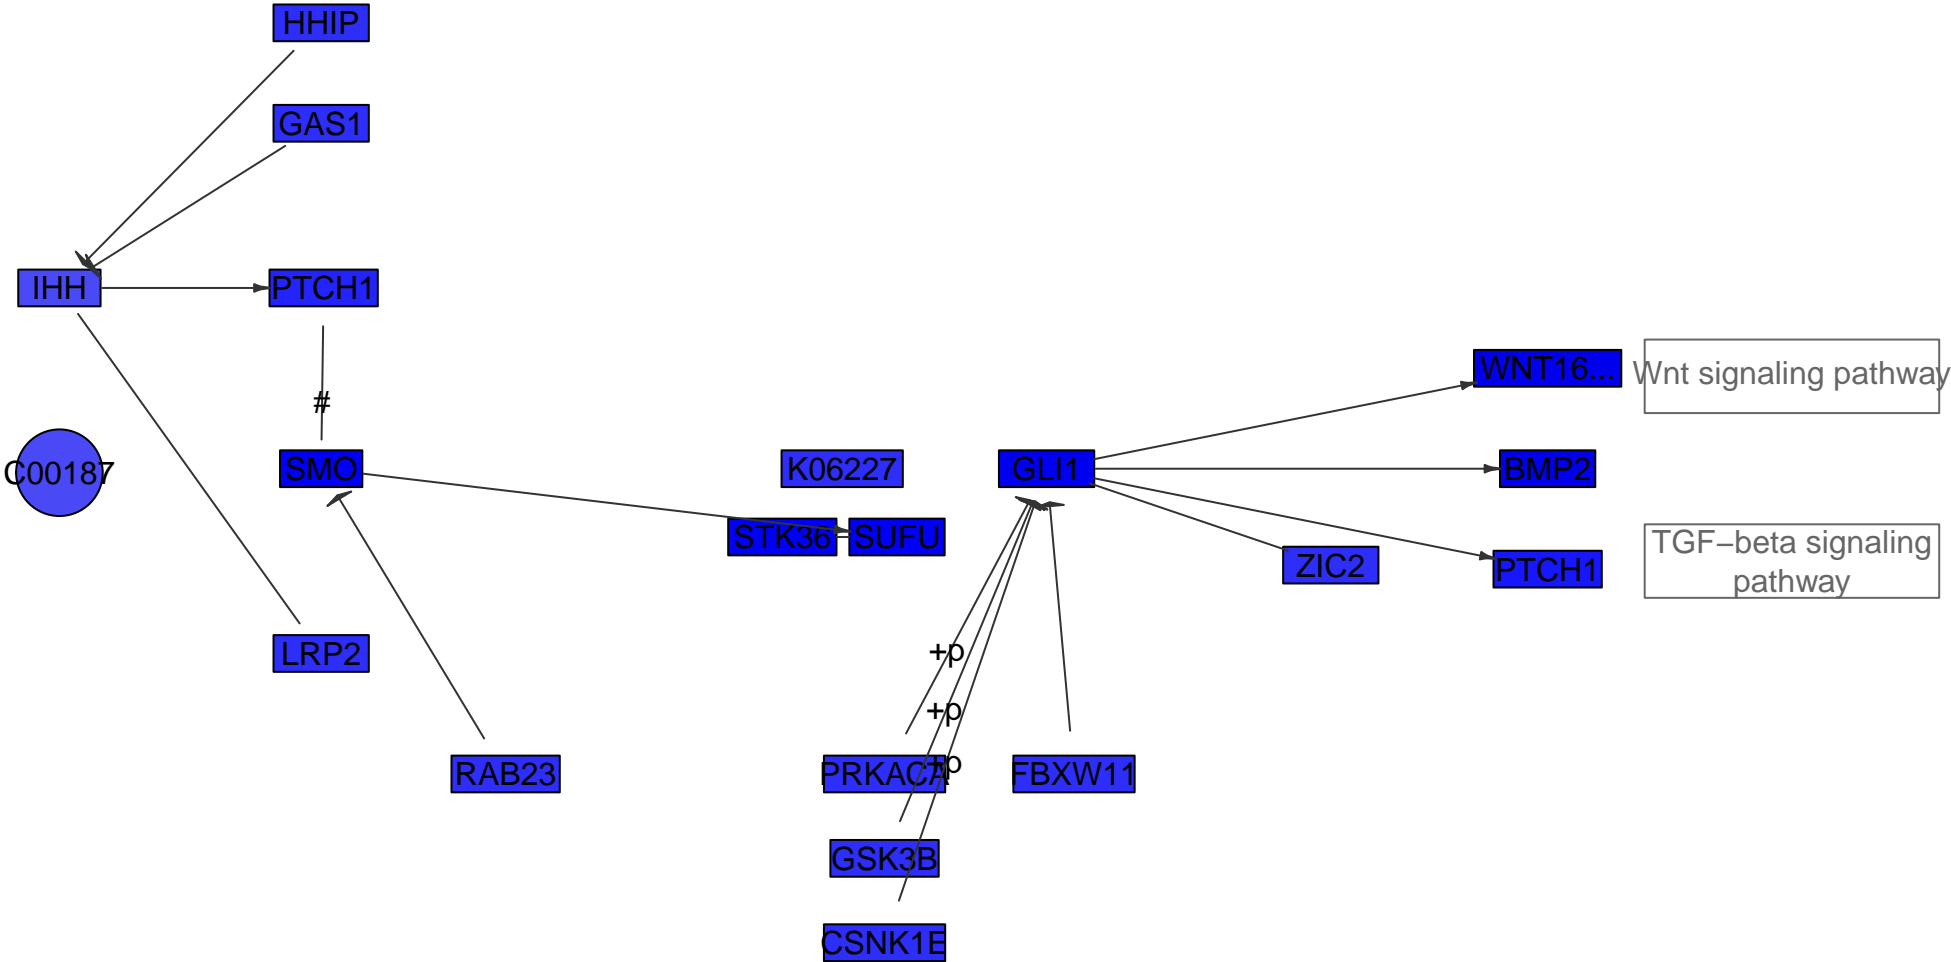 HHIP
GAS1
IHH
PTCH1
WNT16...
Wnt signaling pathway
#
C00187
SMO
K06227
GLI1
BMP2
STK36
SUFU
ZIC2
PTCH1
TGF−beta signaling
pathway
LRP2
+p
+p
RAB23
PRKACA
+p
FBXW11
GSK3B
CSNK1E